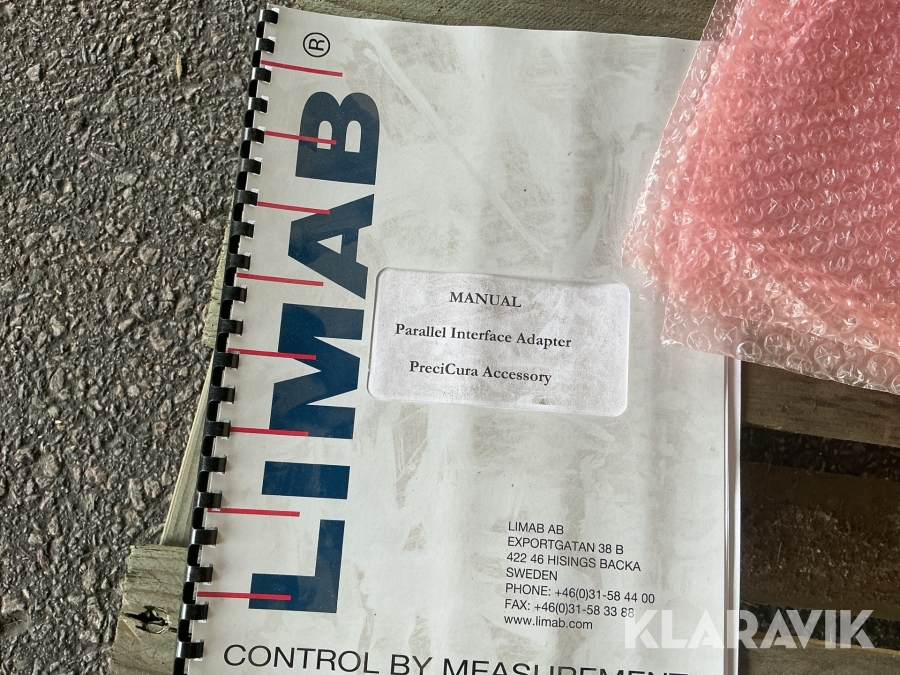 LIMAB®
MANUAL
Parallel Interface Adapter
PreciCura Accessory
LIMAB AB
EXPORTGATAN 38 B
422 46 HISINGS BACKA
SWEDEN
PHONE: +46(0)31-58 44 00
FAX: +46(0)31-58 33 88
www.limab.com
CONTROL BY MEASUREMENT
KLARAVIK